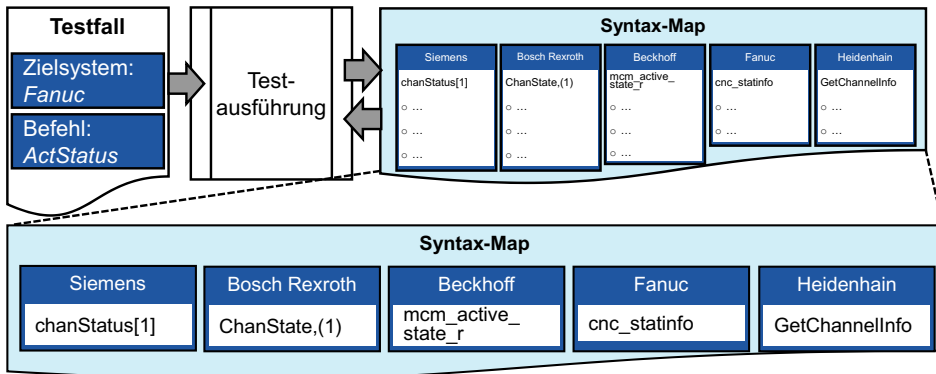 Testfall
Zielsystem:
Fanuc
Befehl:
ActStatus
Test-
ausführung
Syntax-Map
Siemens
chanStatus[1]
○ ...
○ ...
○ ...
Bosch Rexroth
ChanState,(1)
○ ...
○ ...
○ ...
Beckhoff
mcm_active_
state_r
○ ...
○ ...
○ ...
Fanuc
cnc_statinfo
○ ...
○ ...
○ ...
Heidenhain
GetChannelInfo
○ ...
○ ...
○ ...
Syntax-Map
Siemens
chanStatus[1]
Bosch Rexroth
ChanState,(1)
Beckhoff
mcm_active_
state_r
Fanuc
cnc_statinfo
Heidenhain
GetChannelInfo